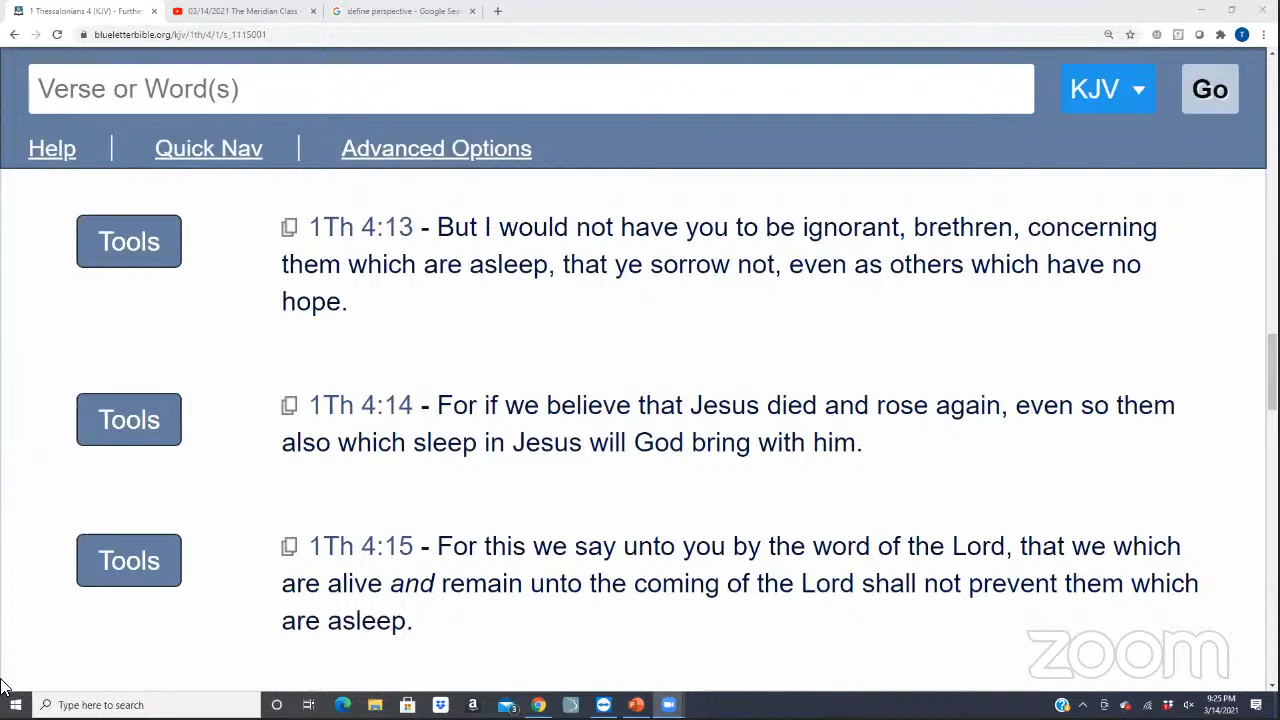 1 Thessalonians 4 (KJV) - Furthe
03/14/2021 The Meridian Class -
define perspective - Google Sea
blueletterbible.org/kjv/1th/4/1/s_1115001
T
Verse or Word(s)
KJV
Go
Help
Quick Nav
Advanced Options
Tools
1Th 4:13 - But I would not have you to be ignorant, brethren, concerning
them which are asleep, that ye sorrow not, even as others which have no
hope.
Tools
1Th 4:14 - For if we believe that Jesus died and rose again, even so them
also which sleep in Jesus will God bring with him.
Tools
1Th 4:15 - For this we say unto you by the word of the Lord, that we which
are alive and remain unto the coming of the Lord shall not prevent them which
are asleep.
zoom
Type here to search
9:25 PM
3/14/2021